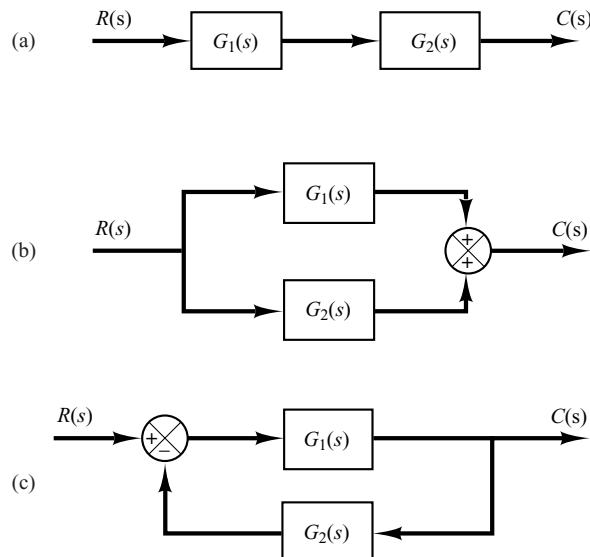 (a) R(s) G₁(s) G₂(s) C(s)
G₁(s)
(b) R(s) + + C(s)
G₂(s)
R(s) + − G₁(s) C(s)
(c)
G₂(s)